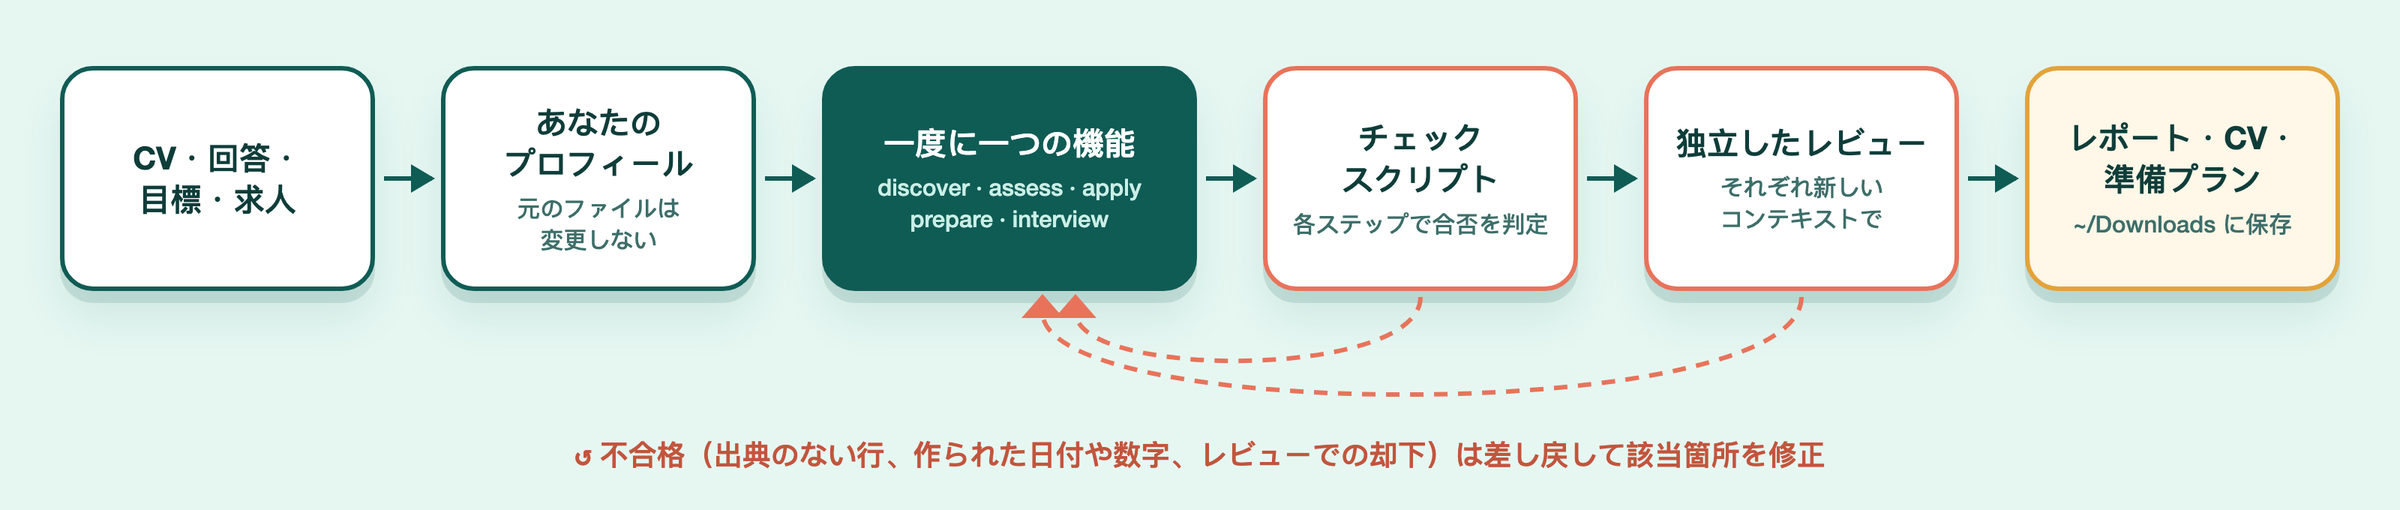 CV・回答・
目標・求人
あなたの
プロフィール
元のファイルは
変更しない
一度に一つの機能
discover · assess · apply
prepare · interview
チェック
スクリプト
各ステップで合否を判定
独立したレビュー
それぞれ新しい
コンテキストで
レポート・CV・
準備プラン
~/Downloads に保存
↺ 不合格（出典のない行、作られた日付や数字、レビューでの却下）は差し戻して該当箇所を修正